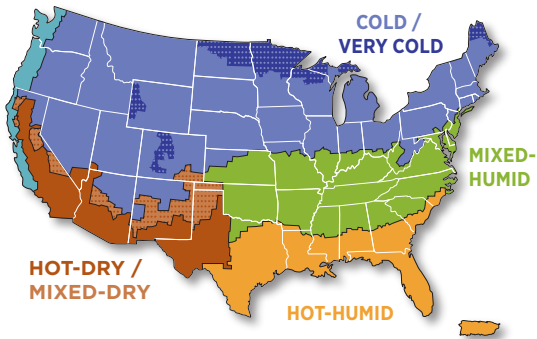 COLD /
VERY COLD
MIXED-
HUMID
HOT-DRY /
MIXED-DRY
HOT-HUMID